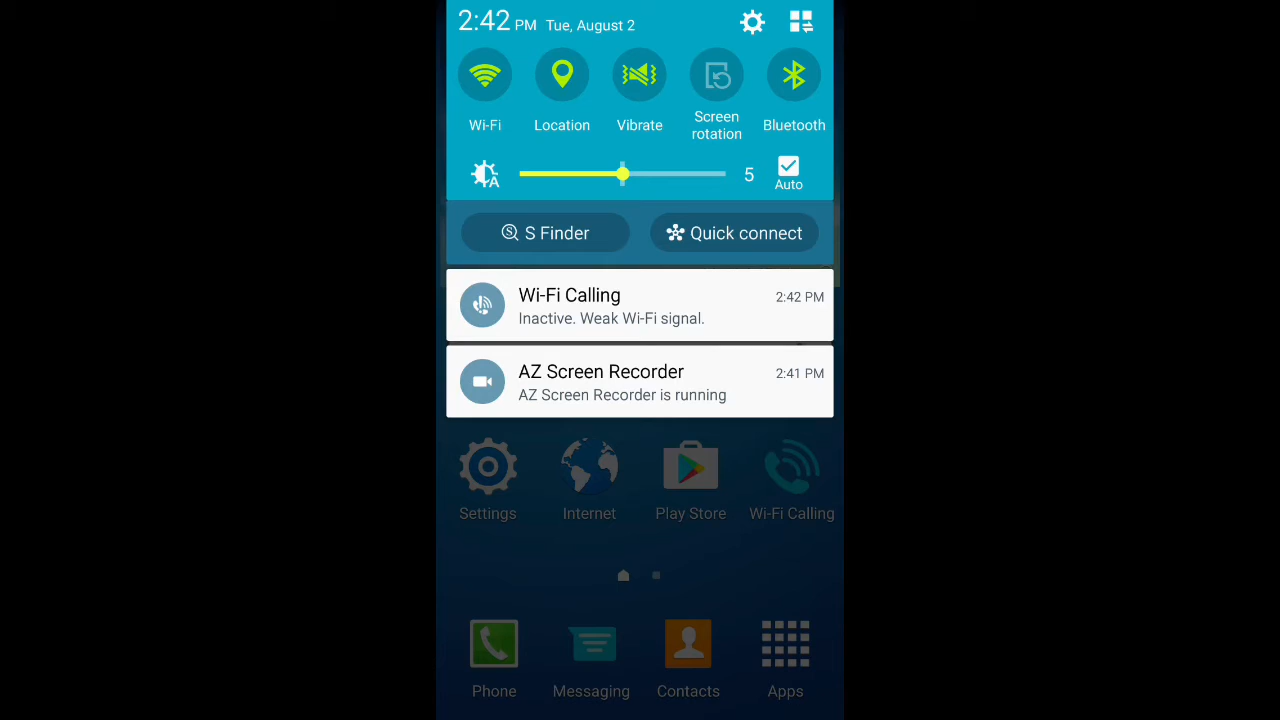 2:42 PM Tue, August 2
Wi-Fi Location Vibrate Screen rotation Bluetooth
A 5 Auto
S Finder Quick connect
Wi-Fi Calling 2:42 PM
Inactive. Weak Wi-Fi signal.
AZ Screen Recorder 2:41 PM
AZ Screen Recorder is running
Settings Internet Play Store Wi-Fi Calling
Phone Messaging Contacts Apps